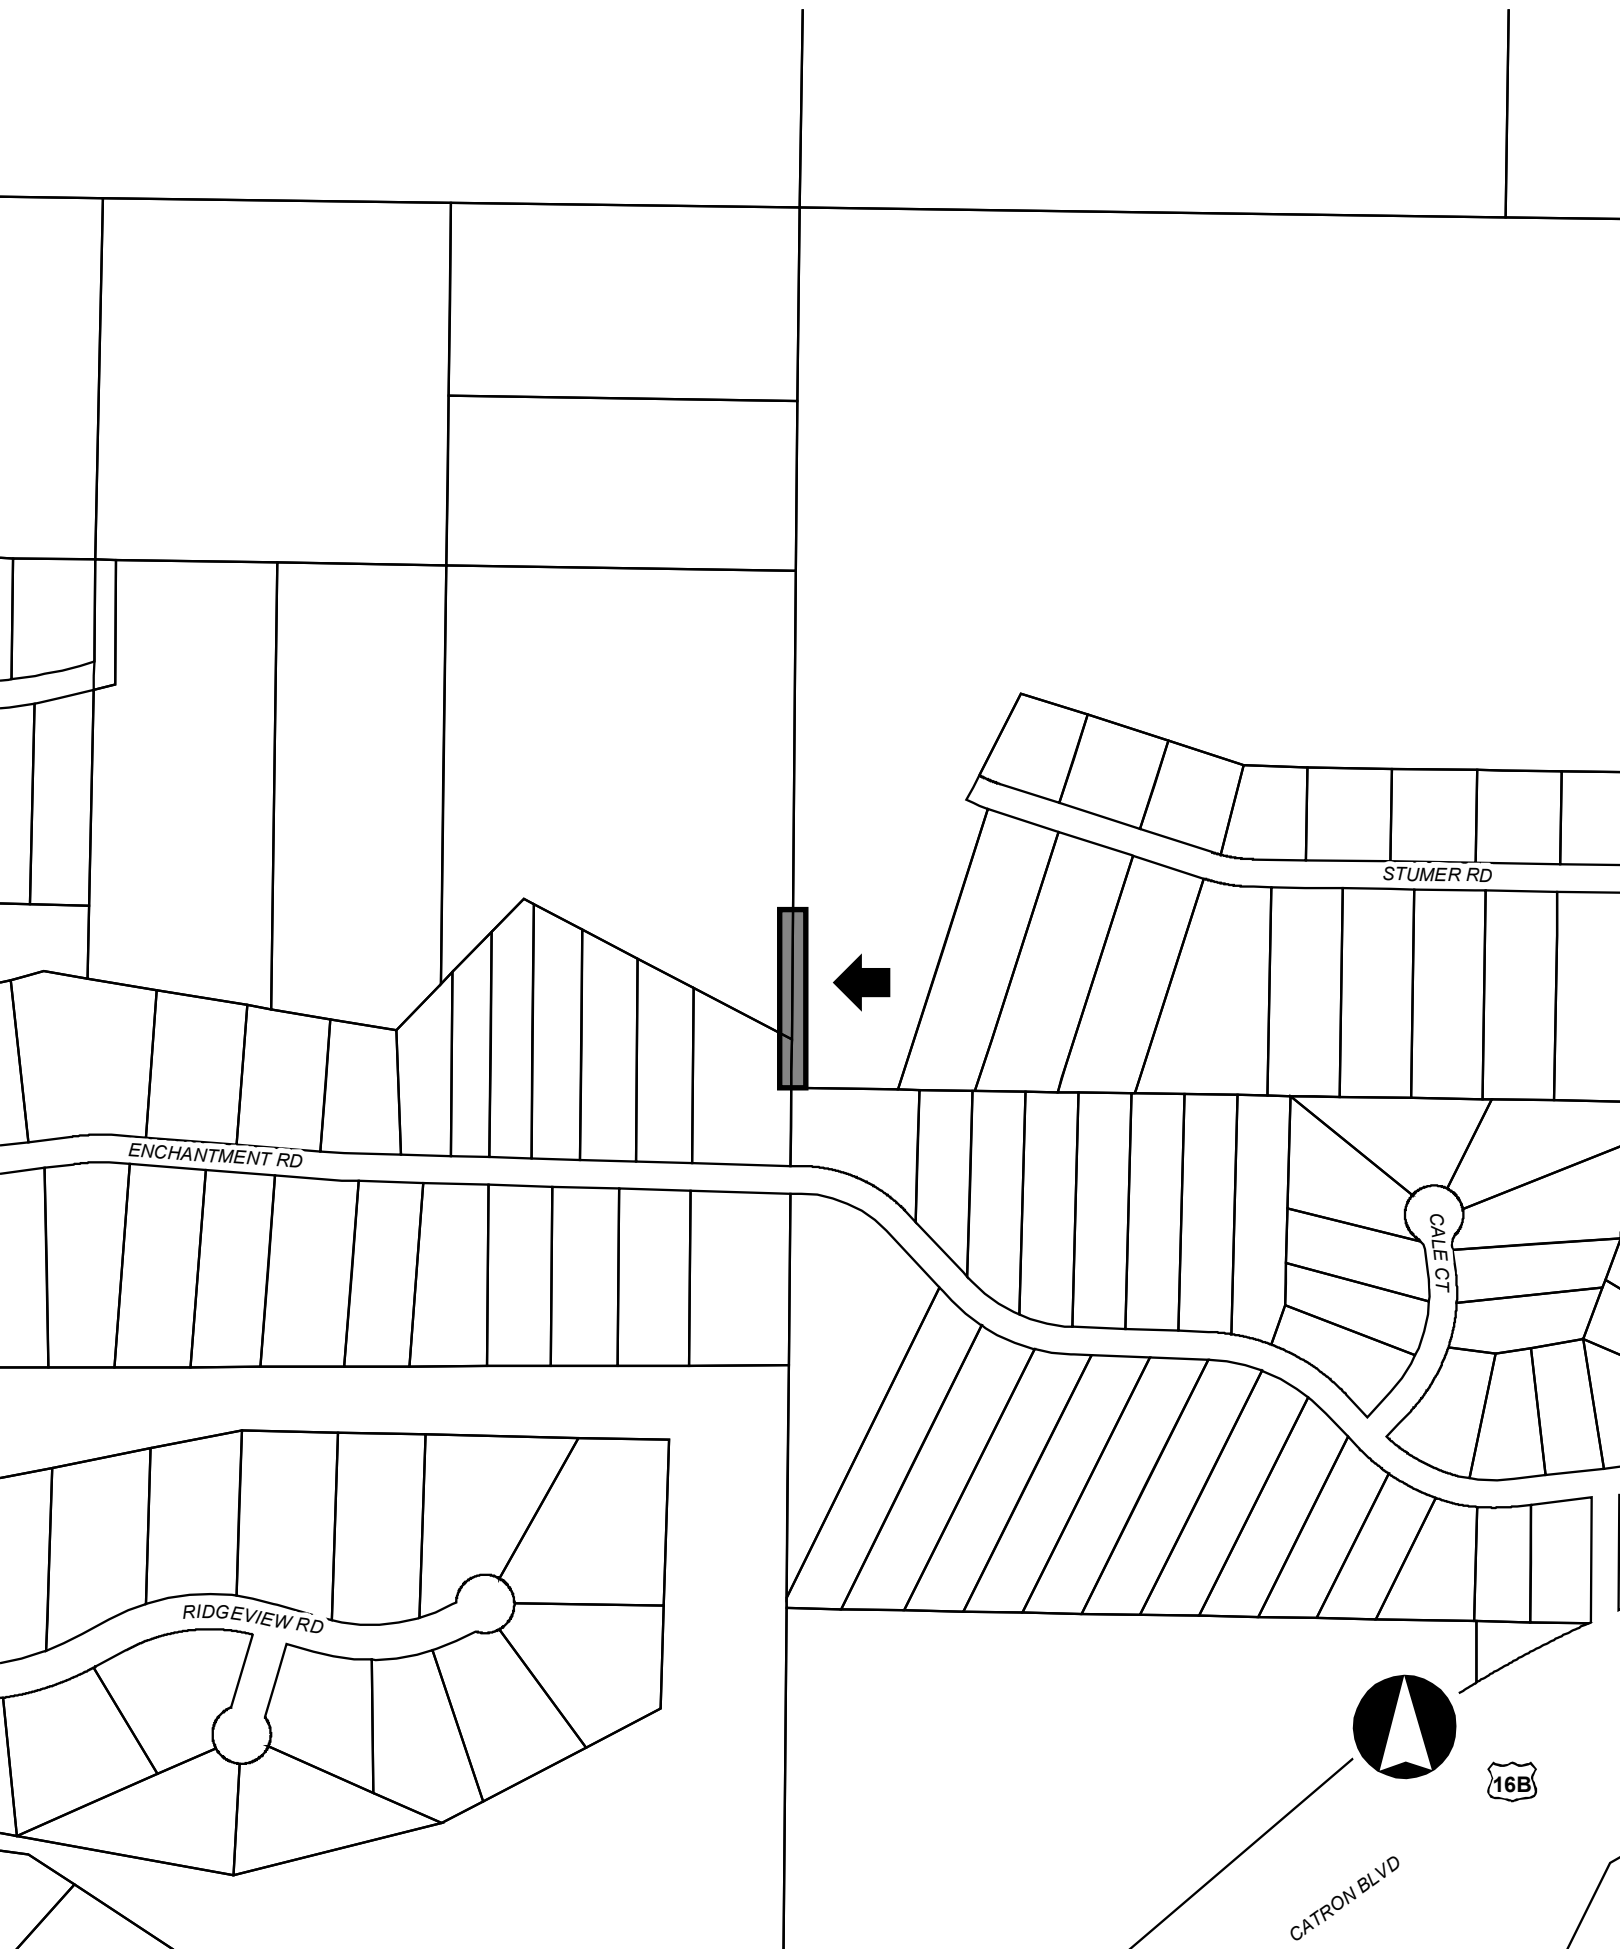 STUMER RD
ENCHANTMENT RD
CALE CT
RIDGEVIEW RD
16B
CATRON BLVD